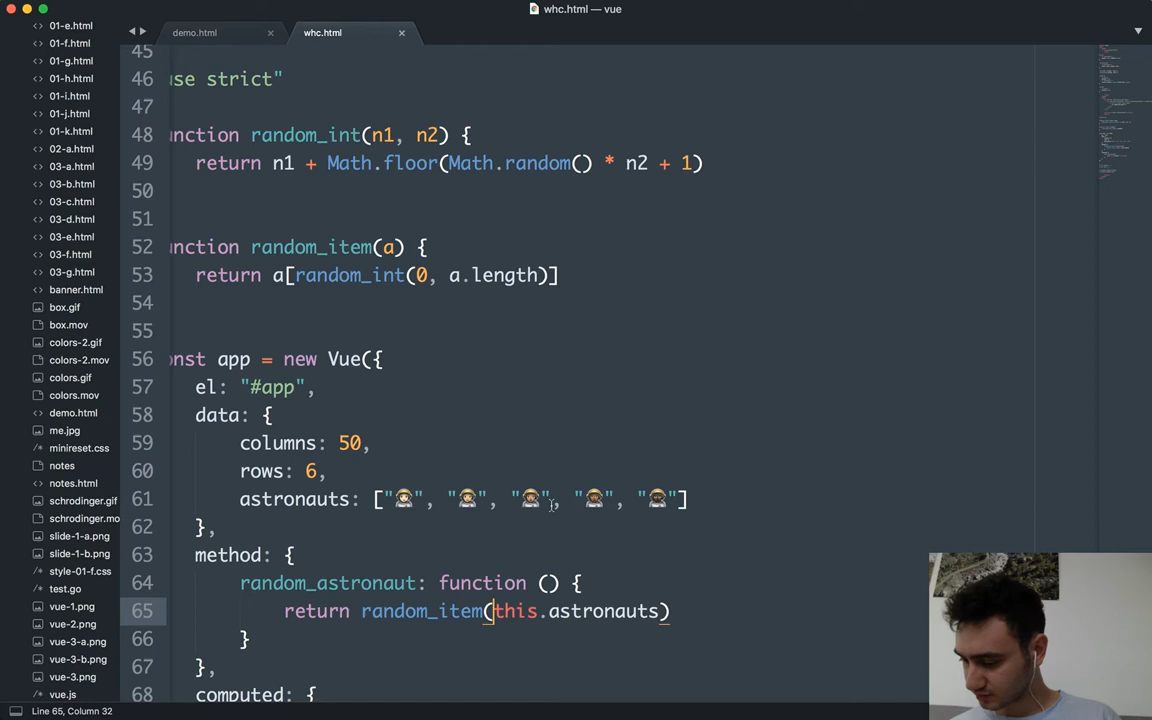 whc.html — vue
demo.html
whc.html
01-e.html
01-f.html
01-g.html
01-h.html
01-i.html
01-j.html
01-k.html
02-a.html
03-a.html
03-b.html
03-c.html
03-d.html
03-e.html
03-f.html
03-g.html
banner.html
box.gif
box.mov
colors-2.gif
colors-2.mov
colors.gif
colors.mov
demo.html
me.jpg
minireset.css
notes
notes.html
schrodinger.gif
schrodinger.mo
slide-1-a.png
slide-1-b.png
style-01-f.css
test.go
vue-1.png
vue-2.png
vue-3-a.png
vue-3-b.png
vue-3.png
vue.js
45
46 use strict"
47
48 unction random_int(n1, n2) {
49 return n1 + Math.floor(Math.random() * n2 + 1)
50
51
52 unction random_item(a) {
53 return a[random_int(0, a.length)]
54
55
56 onst app = new Vue({
57 el: "#app",
58 data: {
59 columns: 50,
60 rows: 6,
61 astronauts: ["👩🏻‍🚀", "👩🏼‍🚀", "👩🏽‍🚀", "👩🏾‍🚀", "👩🏿‍🚀"]
62 },
63 method: {
64 random_astronaut: function () {
65 return random_item(this.astronauts)
66 }
67 },
68 computed: {
Line 65, Column 32